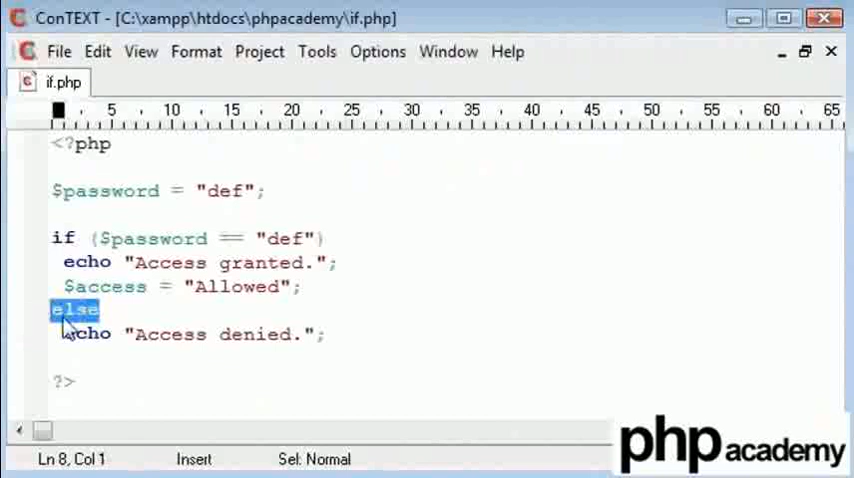 ConTEXT - [C:\xampp\htdocs\phpacademy\if.php]
File Edit View Format Project Tools Options Window Help
if.php
5 10 15 20 25 30 35 40 45 50 55 60 65
<?php
$password = "def";
if ($password == "def")
echo "Access granted.";
$access = "Allowed";
else
echo "Access denied.";
?>
php academy
Ln 8, Col 1 Insert Sel: Normal